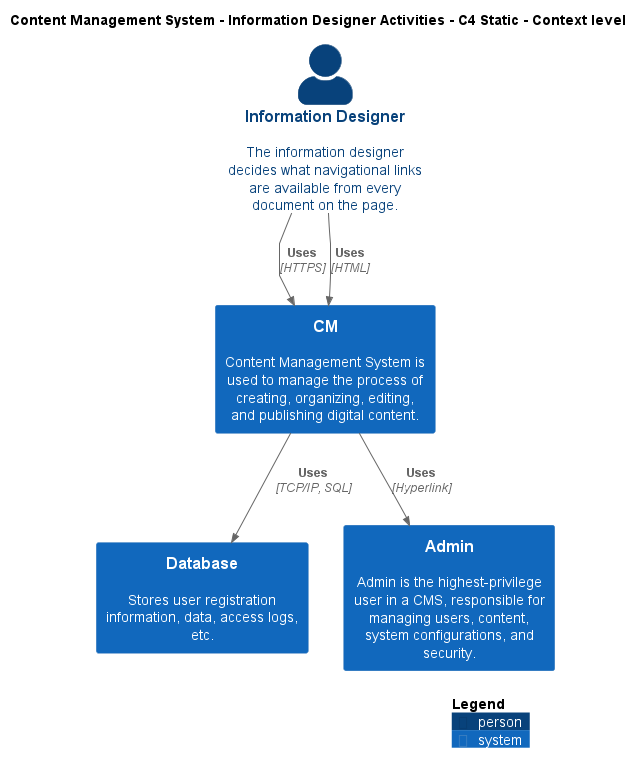 Content Management System - Information Designer Activities - C4 Static - Context level
Information Designer
The information designer
decides what navigational links
are available from every
document on the page.
Uses
[HTTPS]
Uses
[HTML]
CM
Content Management System is
used to manage the process of
creating, organizing, editing,
and publishing digital content.
Uses
[TCP/IP, SQL]
Uses
[Hyperlink]
Database
Stores user registration
information, data, access logs,
etc.
Admin
Admin is the highest-privilege
user in a CMS, responsible for
managing users, content,
system configurations, and
security.
Legend
person
system